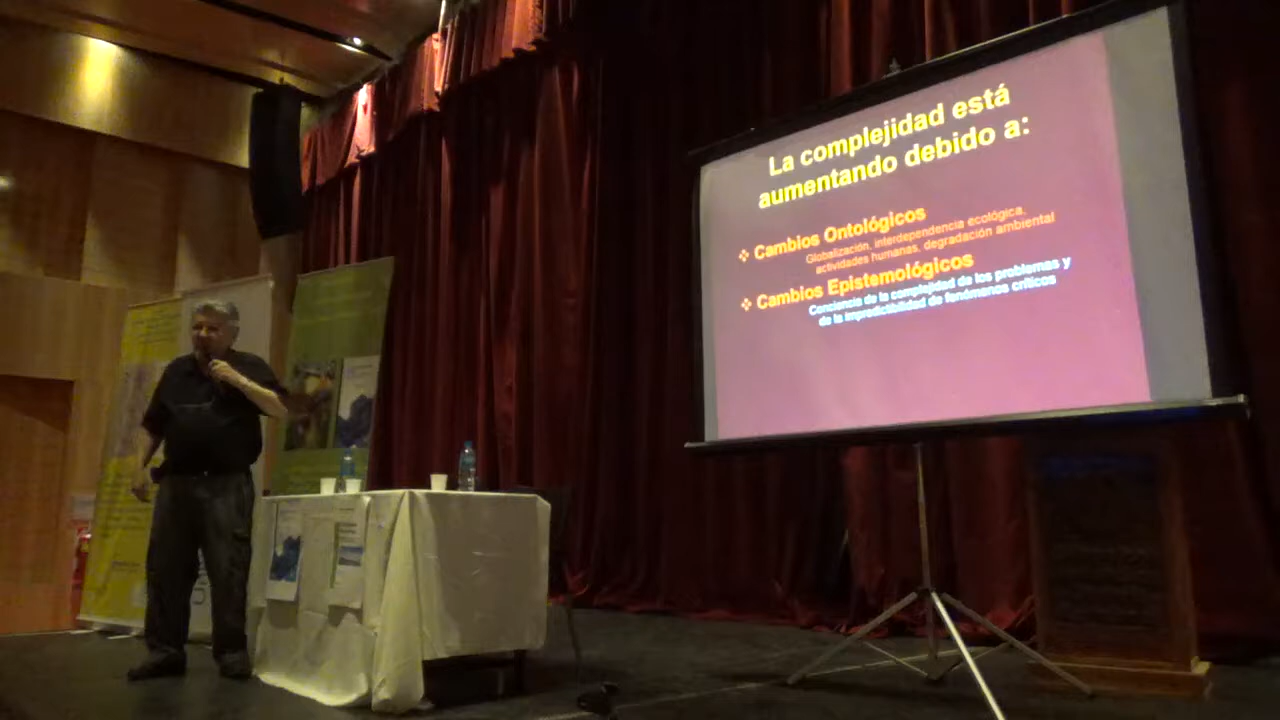 La complejidad está
aumentando debido a:
❖ Cambios Ontológicos
Globalización, interdependencia ecológica,
actividades humanas, degradación ambiental
❖ Cambios Epistemológicos
Conciencia de la complejidad de los problemas y
de la impredictibilidad de fenómenos críticos